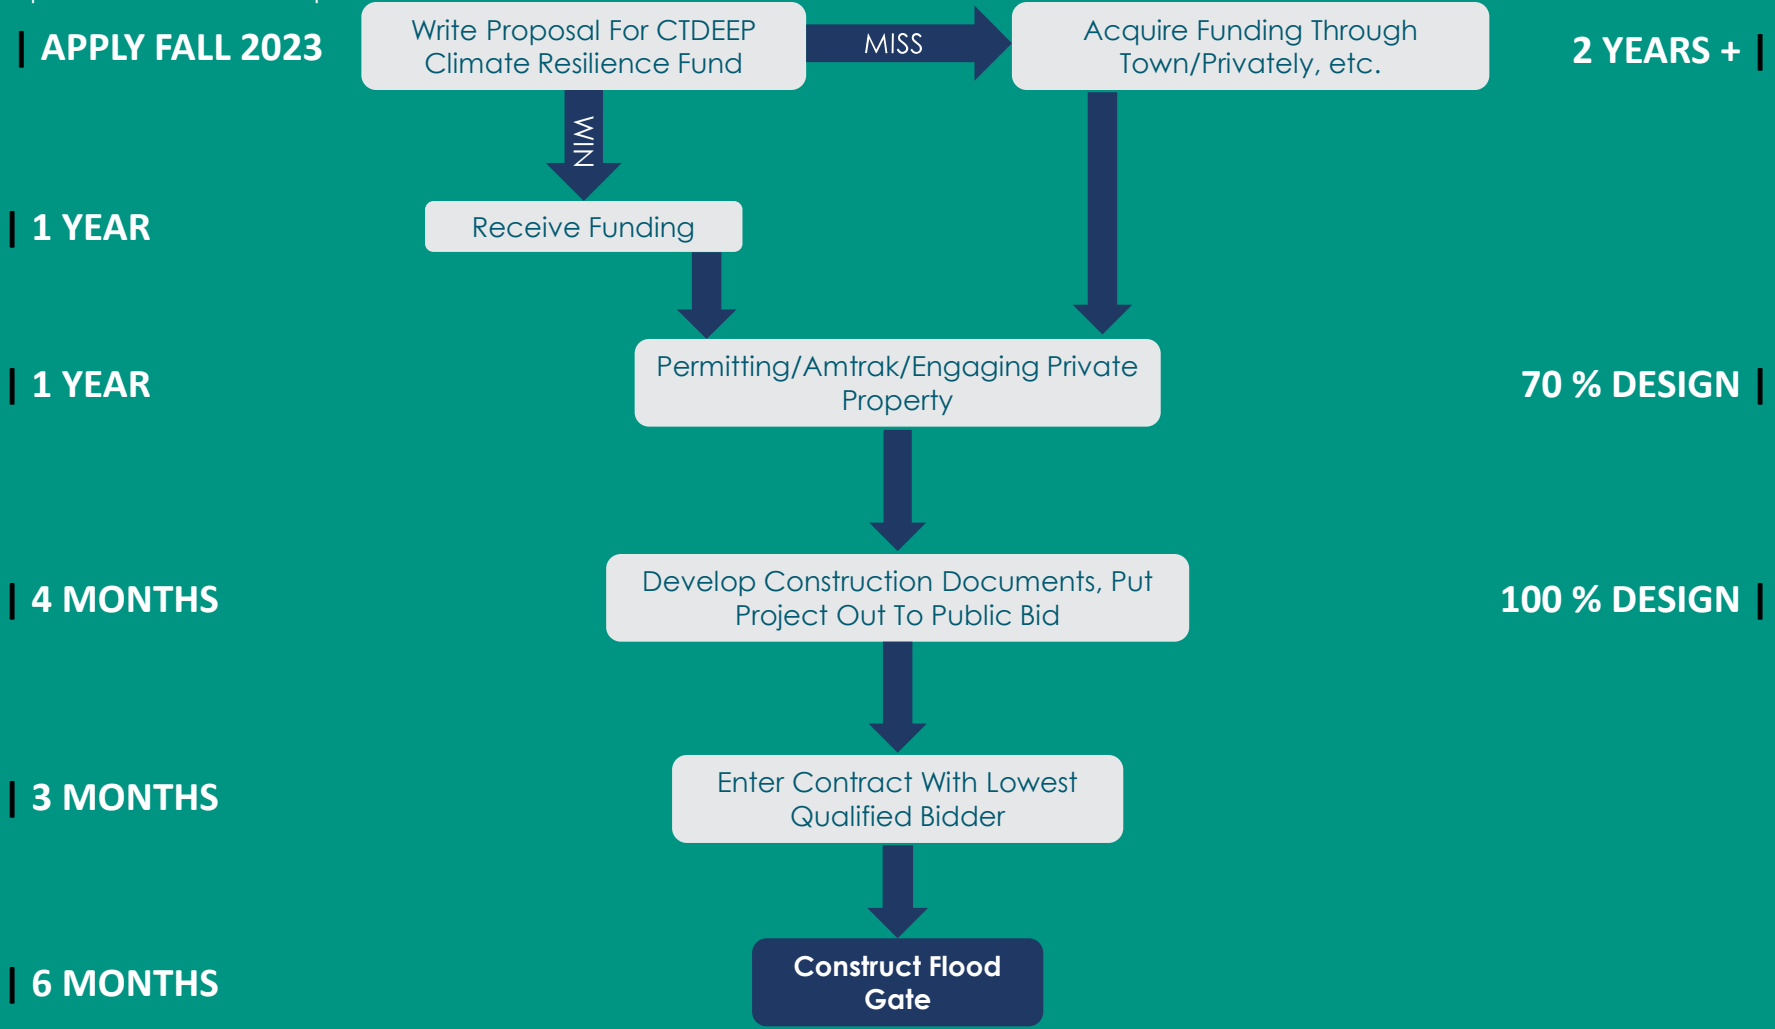 | APPLY FALL 2023
Write Proposal For CTDEEP
Climate Resilience Fund
MISS
Acquire Funding Through
Town/Privately, etc.
2 YEARS + |
WIN
| 1 YEAR
Receive Funding
| 1 YEAR
Permitting/Amtrak/Engaging Private
Property
70 % DESIGN |
| 4 MONTHS
Develop Construction Documents, Put
Project Out To Public Bid
100 % DESIGN |
| 3 MONTHS
Enter Contract With Lowest
Qualified Bidder
| 6 MONTHS
Construct Flood
Gate